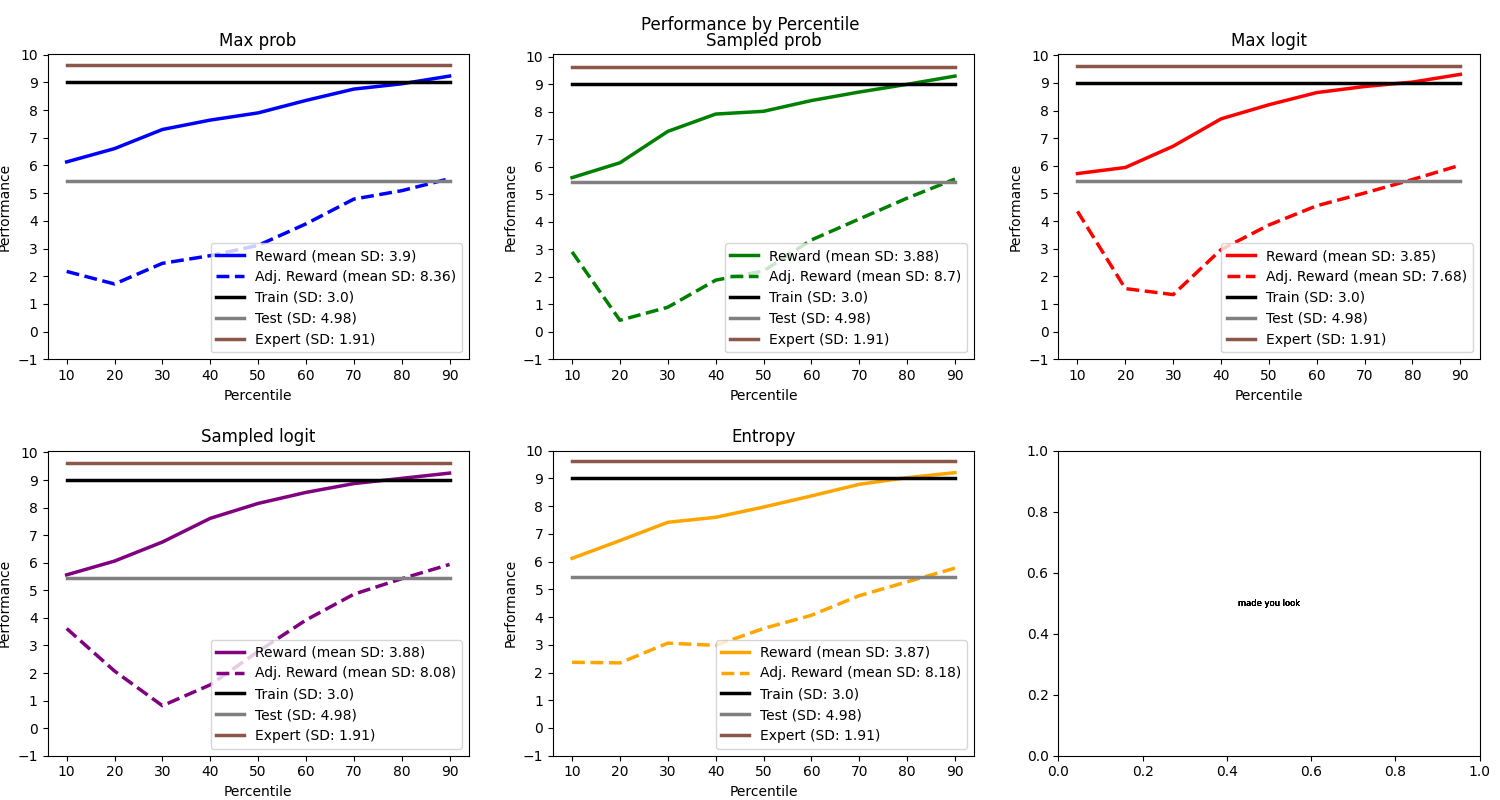 Performance by Percentile
Max prob
10
9
8
7
6
5
4
3
2
1
0
−1
Performance
Reward (mean SD: 3.9)
Adj. Reward (mean SD: 8.36)
Train (SD: 3.0)
Test (SD: 4.98)
Expert (SD: 1.91)
10 20 30 40 50 60 70 80 90
Percentile
Sampled prob
10
9
8
7
6
5
4
3
2
1
0
−1
Performance
Reward (mean SD: 3.88)
Adj. Reward (mean SD: 8.7)
Train (SD: 3.0)
Test (SD: 4.98)
Expert (SD: 1.91)
10 20 30 40 50 60 70 80 90
Percentile
Max logit
10
9
8
7
6
5
4
3
2
1
0
−1
Performance
Reward (mean SD: 3.85)
Adj. Reward (mean SD: 7.68)
Train (SD: 3.0)
Test (SD: 4.98)
Expert (SD: 1.91)
10 20 30 40 50 60 70 80 90
Percentile
Sampled logit
10
9
8
7
6
5
4
3
2
1
0
−1
Performance
Reward (mean SD: 3.88)
Adj. Reward (mean SD: 8.08)
Train (SD: 3.0)
Test (SD: 4.98)
Expert (SD: 1.91)
10 20 30 40 50 60 70 80 90
Percentile
Entropy
10
9
8
7
6
5
4
3
2
1
0
−1
Performance
Reward (mean SD: 3.87)
Adj. Reward (mean SD: 8.18)
Train (SD: 3.0)
Test (SD: 4.98)
Expert (SD: 1.91)
10 20 30 40 50 60 70 80 90
Percentile
1.0
0.8
0.6
0.4
0.2
0.0
made you look
0.0 0.2 0.4 0.6 0.8 1.0